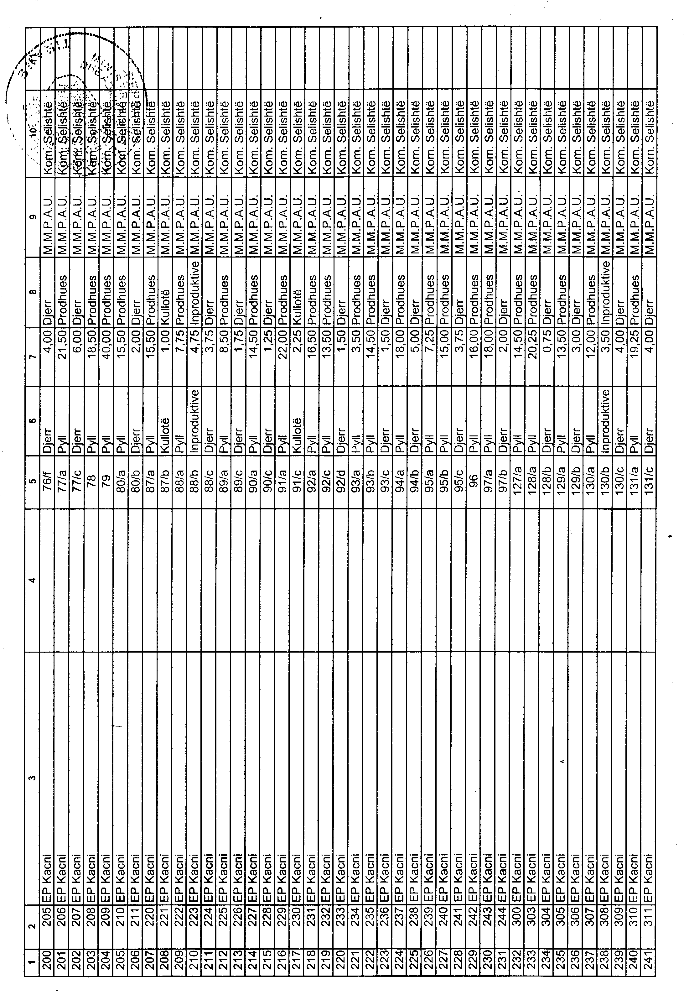 1 2 3 4 5 6 7 8 9 10 11
200 205 EP Kacni 76/f Djerr 4,00 Djerr M.M.P.A.U. Kom. Selishtë
201 206 EP Kacni 77/a Pyll 21,50 Prodhues M.M.P.A.U. Kom. Selishtë
202 207 EP Kacni 77/c Djerr 6,00 Djerr M.M.P.A.U. Kom. Selishtë
203 208 EP Kacni 78 Pyll 18,50 Prodhues M.M.P.A.U. Kom. Selishtë
204 209 EP Kacni 79 Pyll 40,00 Prodhues M.M.P.A.U. Kom. Selishtë
205 210 EP Kacni 80/a Pyll 15,50 Prodhues M.M.P.A.U. Kom. Selishtë
206 211 EP Kacni 80/b Djerr 2,00 Djerr M.M.P.A.U. Kom. Selishtë
207 220 EP Kacni 87/a Pyll 15,50 Prodhues M.M.P.A.U. Kom. Selishtë
208 221 EP Kacni 87/b Kullotë 1,00 Kullotë M.M.P.A.U. Kom. Selishtë
209 222 EP Kacni 88/a Pyll 7,75 Prodhues M.M.P.A.U. Kom. Selishtë
210 223 EP Kacni 88/b Inproduktive 4,75 Inproduktive M.M.P.A.U. Kom. Selishtë
211 224 EP Kacni 88/c Djerr 3,75 Djerr M.M.P.A.U. Kom. Selishtë
212 225 EP Kacni 89/a Pyll 8,50 Prodhues M.M.P.A.U. Kom. Selishtë
213 226 EP Kacni 89/c Djerr 1,75 Djerr M.M.P.A.U. Kom. Selishtë
214 227 EP Kacni 90/a Pyll 14,50 Prodhues M.M.P.A.U. Kom. Selishtë
215 228 EP Kacni 90/c Djerr 1,25 Djerr M.M.P.A.U. Kom. Selishtë
216 229 EP Kacni 91/a Pyll 22,00 Prodhues M.M.P.A.U. Kom. Selishtë
217 230 EP Kacni 91/c Kullotë 2,25 Kullotë M.M.P.A.U. Kom. Selishtë
218 231 EP Kacni 92/a Pyll 16,50 Prodhues M.M.P.A.U. Kom. Selishtë
219 232 EP Kacni 92/c Pyll 13,50 Prodhues M.M.P.A.U. Kom. Selishtë
220 233 EP Kacni 92/d Djerr 1,50 Djerr M.M.P.A.U. Kom. Selishtë
221 234 EP Kacni 93/a Pyll 3,50 Prodhues M.M.P.A.U. Kom. Selishtë
222 235 EP Kacni 93/b Pyll 14,50 Prodhues M.M.P.A.U. Kom. Selishtë
223 236 EP Kacni 93/c Djerr 1,50 Djerr M.M.P.A.U. Kom. Selishtë
224 237 EP Kacni 94/a Pyll 18,00 Prodhues M.M.P.A.U. Kom. Selishtë
225 238 EP Kacni 94/b Djerr 5,00 Djerr M.M.P.A.U. Kom. Selishtë
226 239 EP Kacni 95/a Pyll 7,25 Prodhues M.M.P.A.U. Kom. Selishtë
227 240 EP Kacni 95/b Pyll 15,00 Prodhues M.M.P.A.U. Kom. Selishtë
228 241 EP Kacni 95/c Djerr 3,75 Djerr M.M.P.A.U. Kom. Selishtë
229 242 EP Kacni 96 Pyll 16,00 Prodhues M.M.P.A.U. Kom. Selishtë
230 243 EP Kacni 97/a Pyll 18,00 Prodhues M.M.P.A.U. Kom. Selishtë
231 244 EP Kacni 97/b Djerr 2,00 Djerr M.M.P.A.U. Kom. Selishtë
232 300 EP Kacni 127/a Pyll 14,50 Prodhues M.M.P.A.U. Kom. Selishtë
233 303 EP Kacni 128/a Pyll 20,25 Prodhues M.M.P.A.U. Kom. Selishtë
234 304 EP Kacni 128/b Djerr 0,75 Djerr M.M.P.A.U. Kom. Selishtë
235 305 EP Kacni 129/a Pyll 13,50 Prodhues M.M.P.A.U. Kom. Selishtë
236 306 EP Kacni 129/b Djerr 3,00 Djerr M.M.P.A.U. Kom. Selishtë
237 307 EP Kacni 130/a Pyll 12,00 Prodhues M.M.P.A.U. Kom. Selishtë
238 308 EP Kacni 130/b Inproduktive 3,50 Inproduktive M.M.P.A.U. Kom. Selishtë
239 309 EP Kacni 130/c Djerr 4,00 Djerr M.M.P.A.U. Kom. Selishtë
240 310 EP Kacni 131/a Pyll 19,25 Prodhues M.M.P.A.U. Kom. Selishtë
241 311 EP Kacni 131/c Djerr 4,00 Djerr M.M.P.A.U. Kom. Selishtë